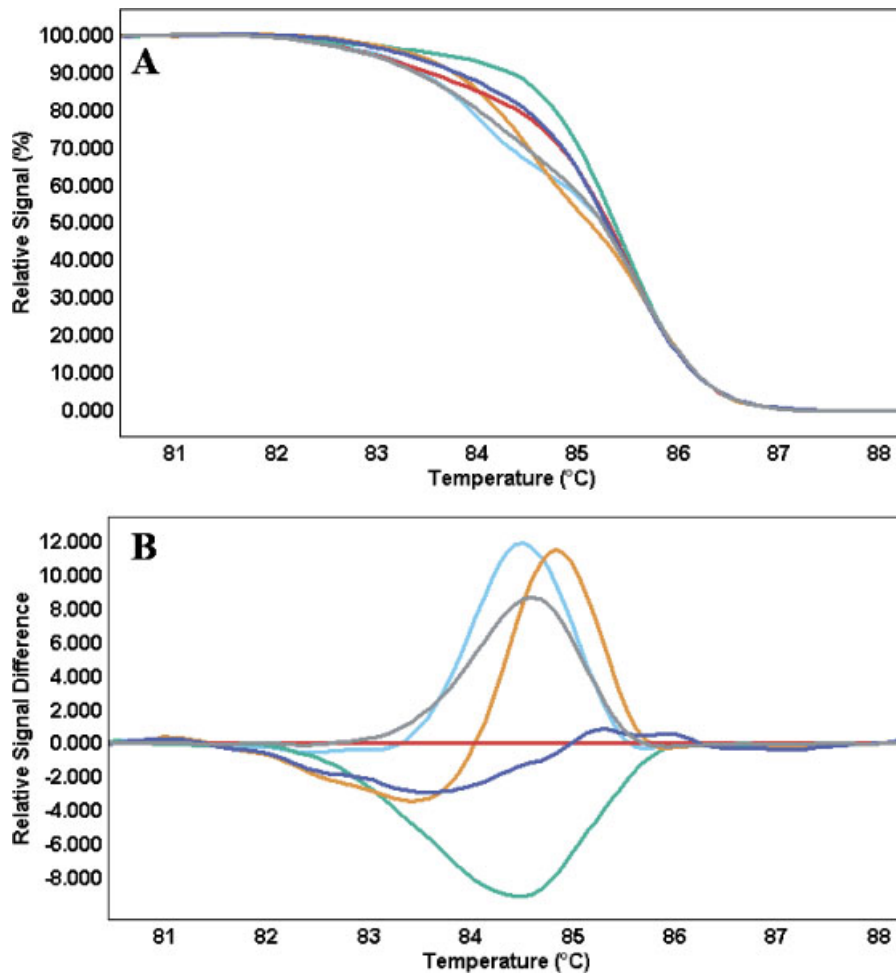 A
100.000
90.000
80.000
70.000
60.000
50.000
40.000
30.000
20.000
10.000
0.000
Relative Signal (%)
81 82 83 84 85 86 87 88
Temperature (°C)
B
12.000
10.000
8.000
6.000
4.000
2.000
0.000
-2.000
-4.000
-6.000
-8.000
Relative Signal Difference
81 82 83 84 85 86 87 88
Temperature (°C)